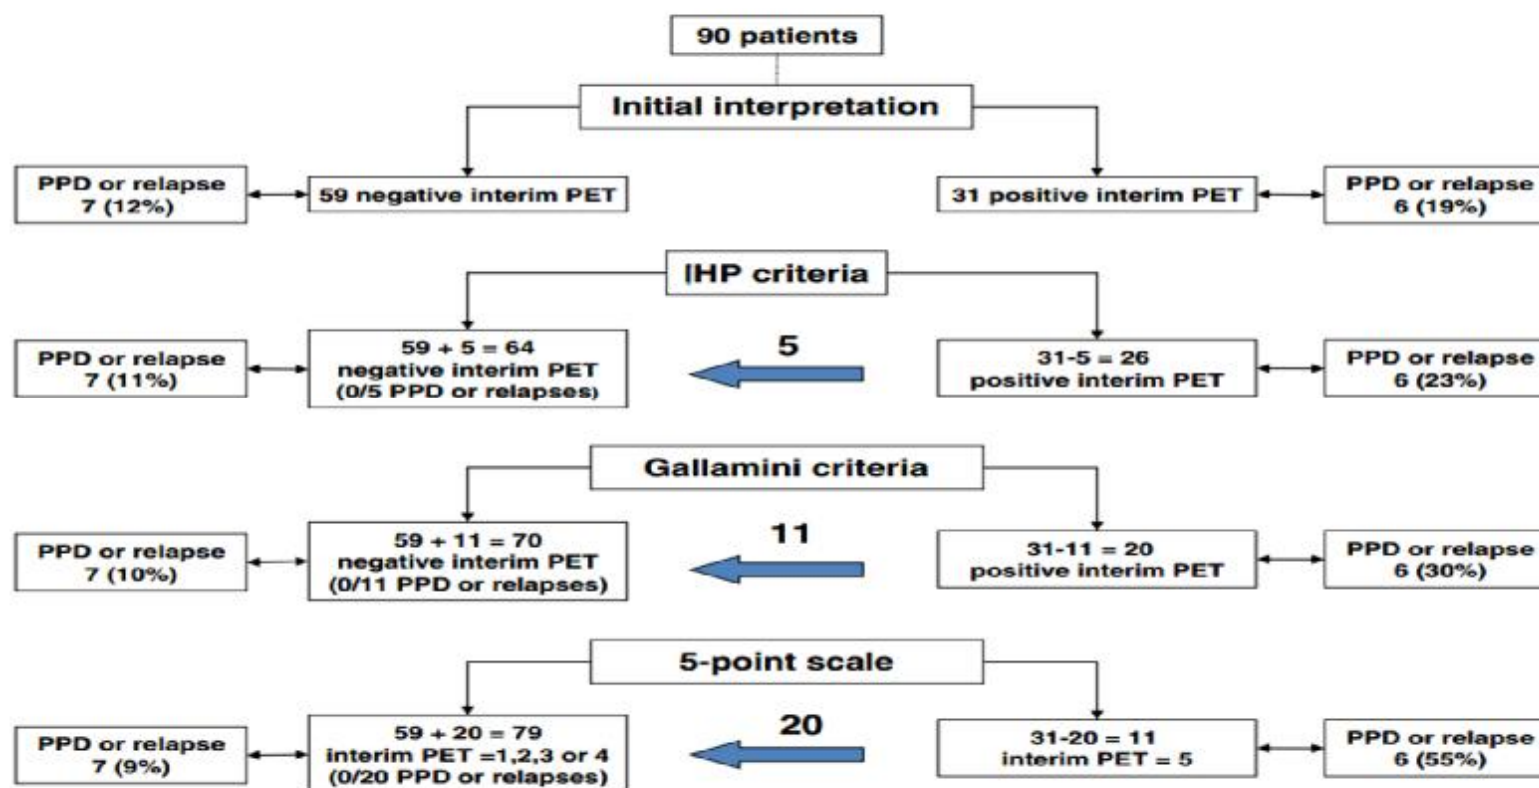 90 patients
Initial interpretation
PPD or relapse
7 (12%)
59 negative interim PET
31 positive interim PET
PPD or relapse
6 (19%)
IHP criteria
PPD or relapse
7 (11%)
59 + 5 = 64
negative interim PET
(0/5 PPD or relapses)
5
31-5 = 26
positive interim PET
PPD or relapse
6 (23%)
Gallamini criteria
PPD or relapse
7 (10%)
59 + 11 = 70
negative interim PET
(0/11 PPD or relapses)
11
31-11 = 20
positive interim PET
PPD or relapse
6 (30%)
5-point scale
PPD or relapse
7 (9%)
59 + 20 = 79
interim PET =1,2,3 or 4
(0/20 PPD or relapses)
20
31-20 = 11
interim PET = 5
PPD or relapse
6 (55%)